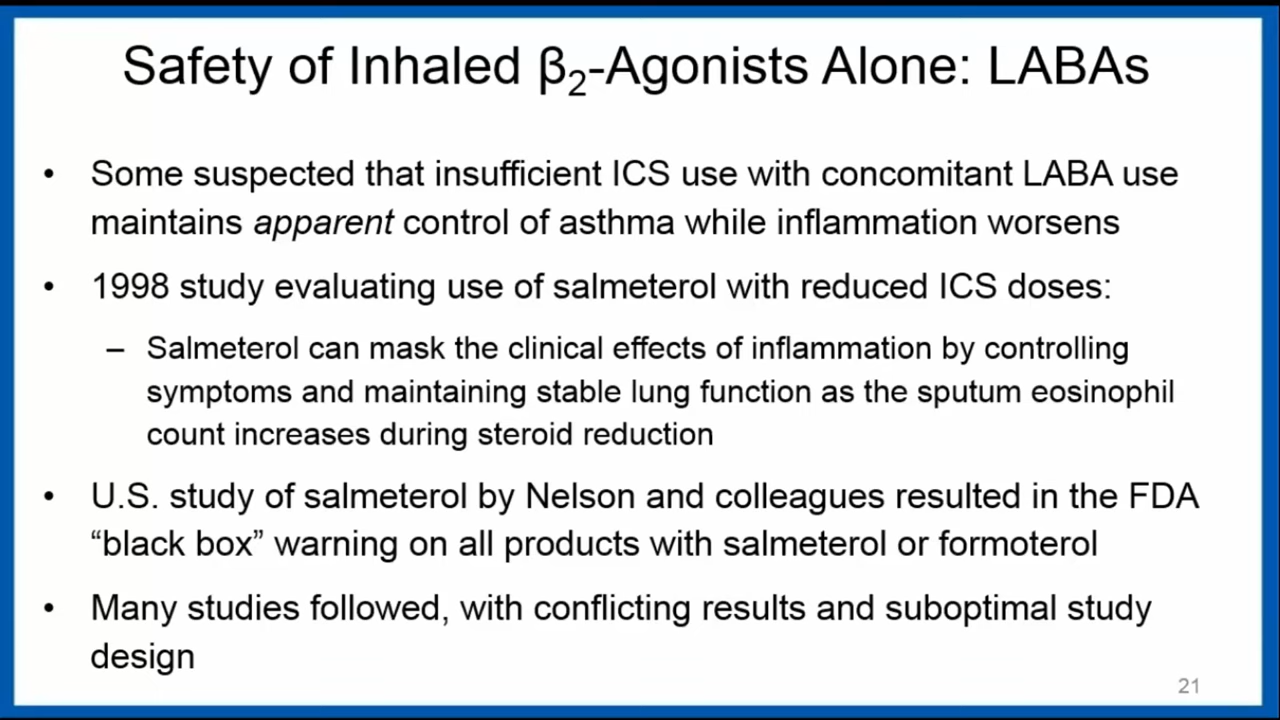 Safety of Inhaled β₂-Agonists Alone: LABAs
• Some suspected that insufficient ICS use with concomitant LABA use
maintains apparent control of asthma while inflammation worsens
• 1998 study evaluating use of salmeterol with reduced ICS doses:
– Salmeterol can mask the clinical effects of inflammation by controlling
symptoms and maintaining stable lung function as the sputum eosinophil
count increases during steroid reduction
• U.S. study of salmeterol by Nelson and colleagues resulted in the FDA
“black box” warning on all products with salmeterol or formoterol
• Many studies followed, with conflicting results and suboptimal study
design
21